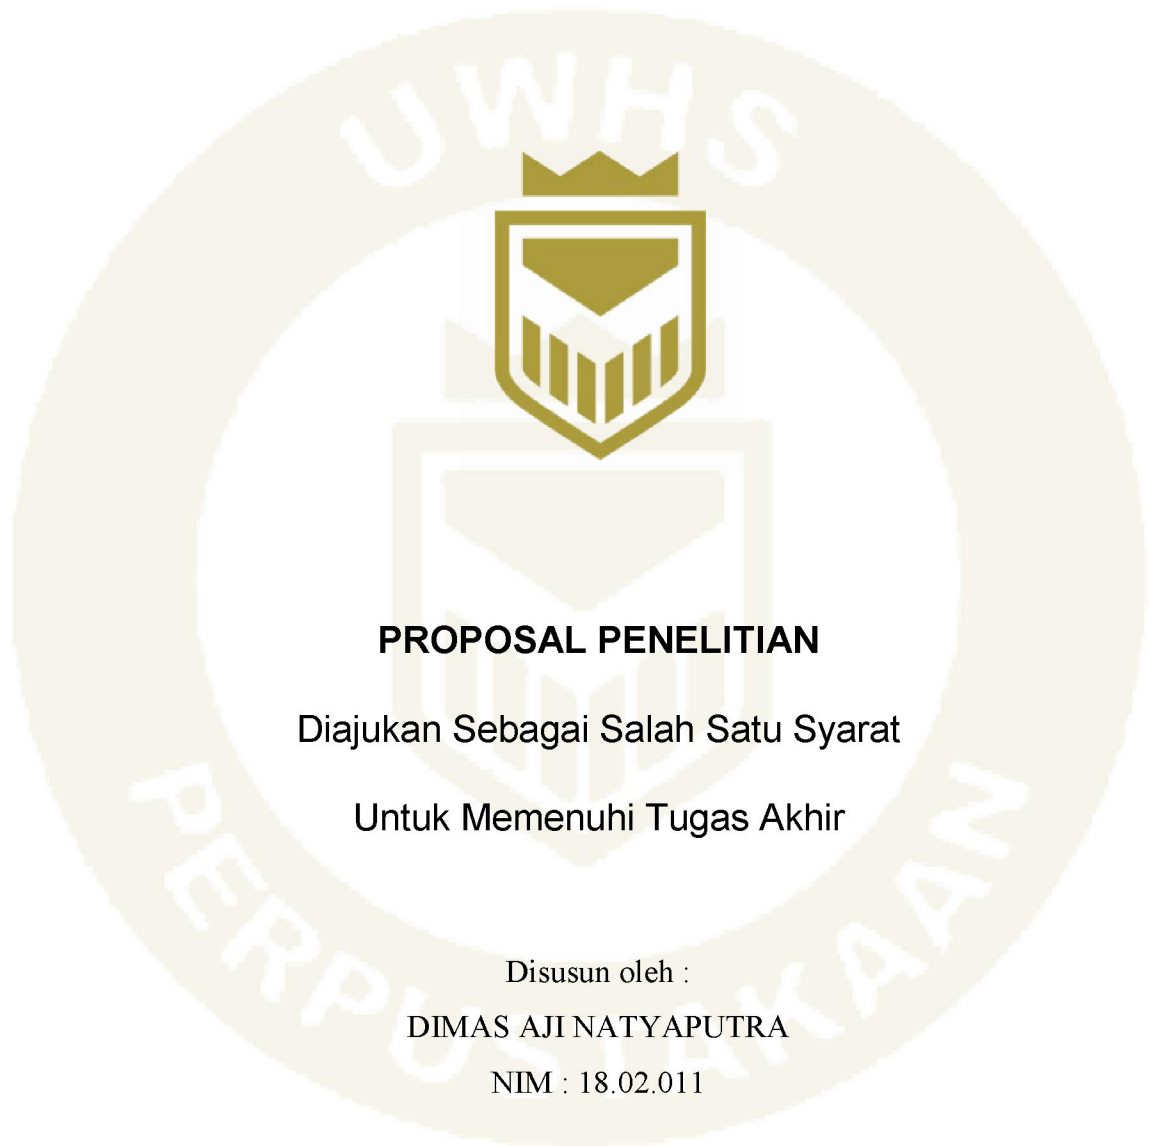 UWHS
PROPOSAL PENELITIAN
Diajukan Sebagai Salah Satu Syarat
Untuk Memenuhi Tugas Akhir
Disusun oleh :
DIMAS AJI NATYAPUTRA
NIM : 18.02.011
PERPUSTAKAAN